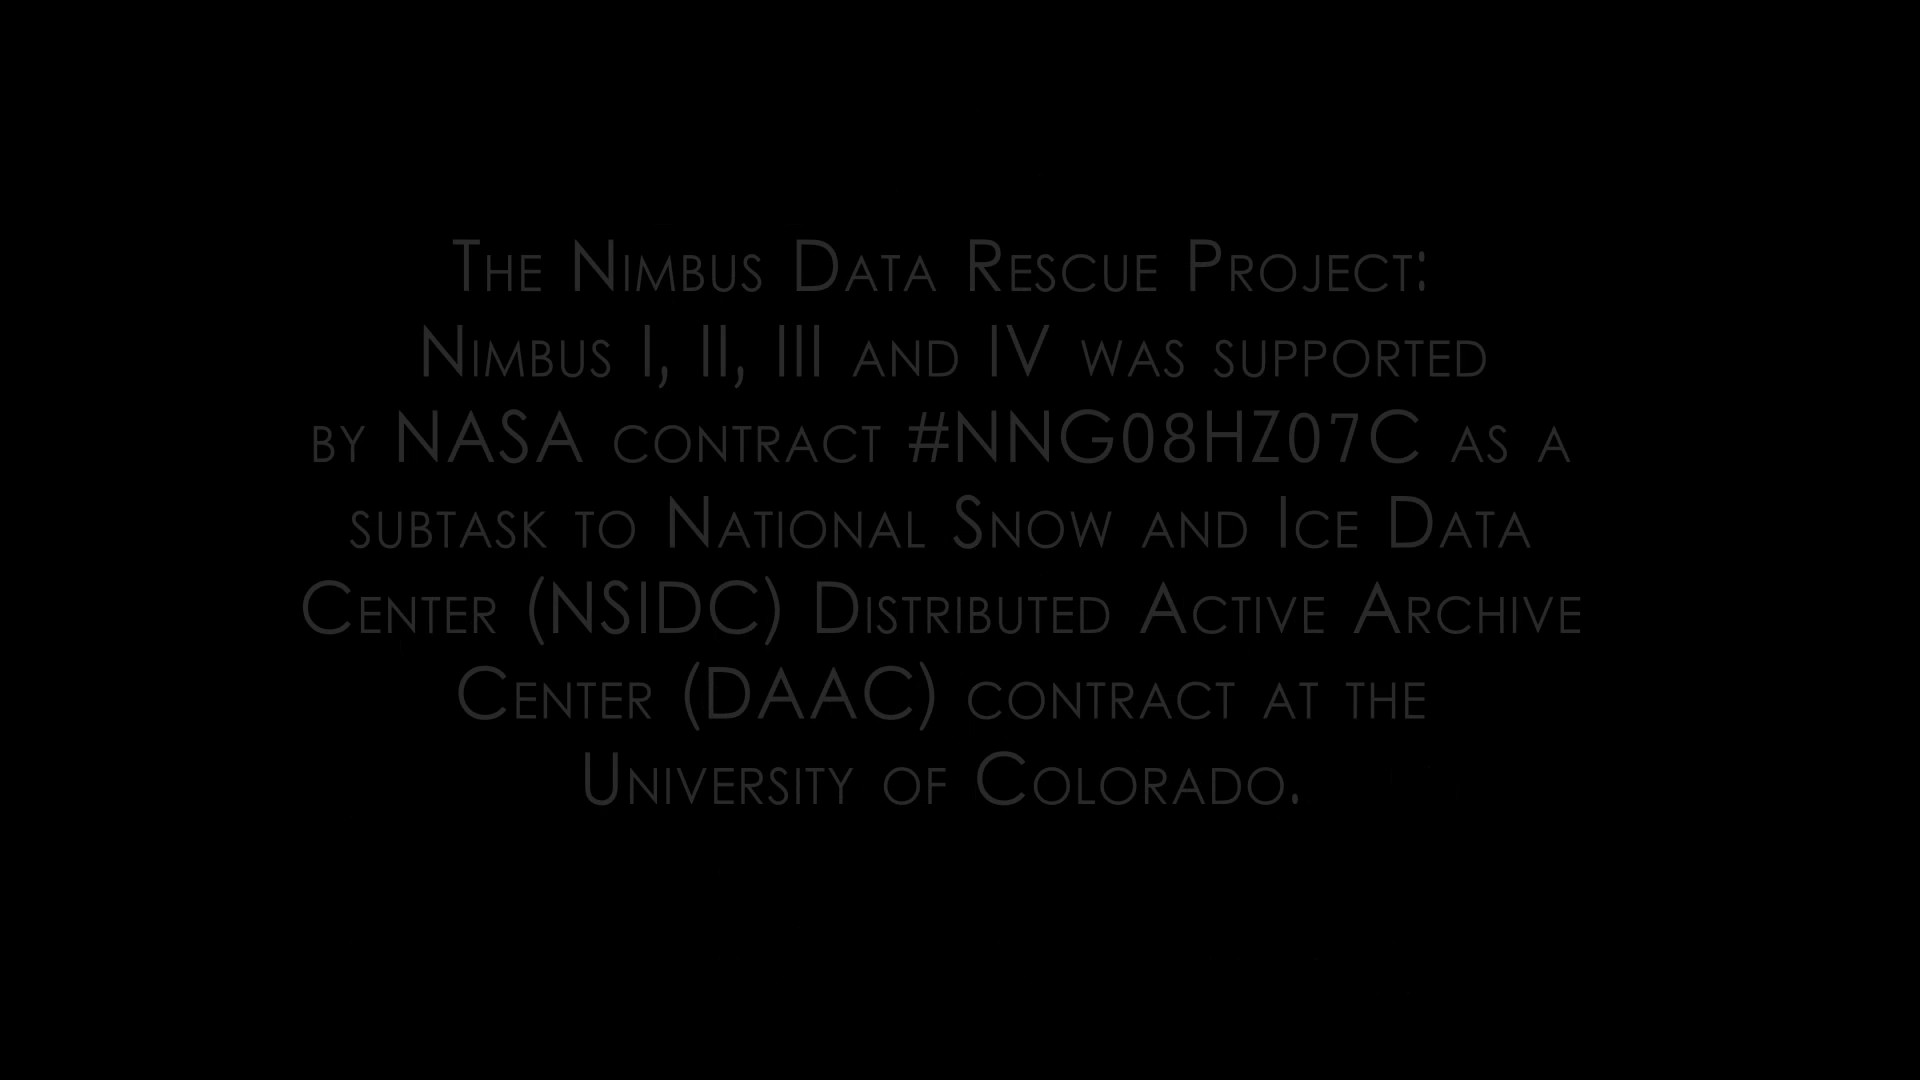 The Nimbus Data Rescue Project:
Nimbus I, II, III and IV was supported
by NASA contract #NNG08HZ07C as a
subtask to National Snow and Ice Data
Center (NSIDC) Distributed Active Archive
Center (DAAC) contract at the
University of Colorado.